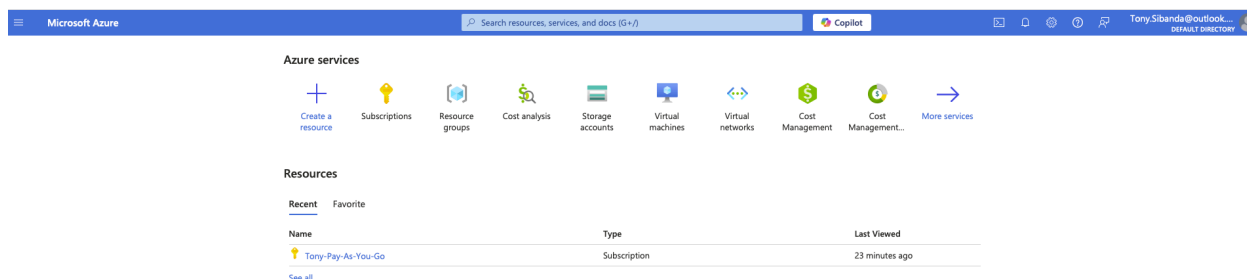 Microsoft Azure
Search resources, services, and docs (G+/)
Copilot
Tony.Sibanda@outlook....
DEFAULT DIRECTORY
Azure services
Create a resource
Subscriptions
Resource groups
Cost analysis
Storage accounts
Virtual machines
Virtual networks
Cost Management
Cost Management...
More services
Resources
Recent Favorite
Name Type Last Viewed
Tony-Pay-As-You-Go Subscription 23 minutes ago
See all